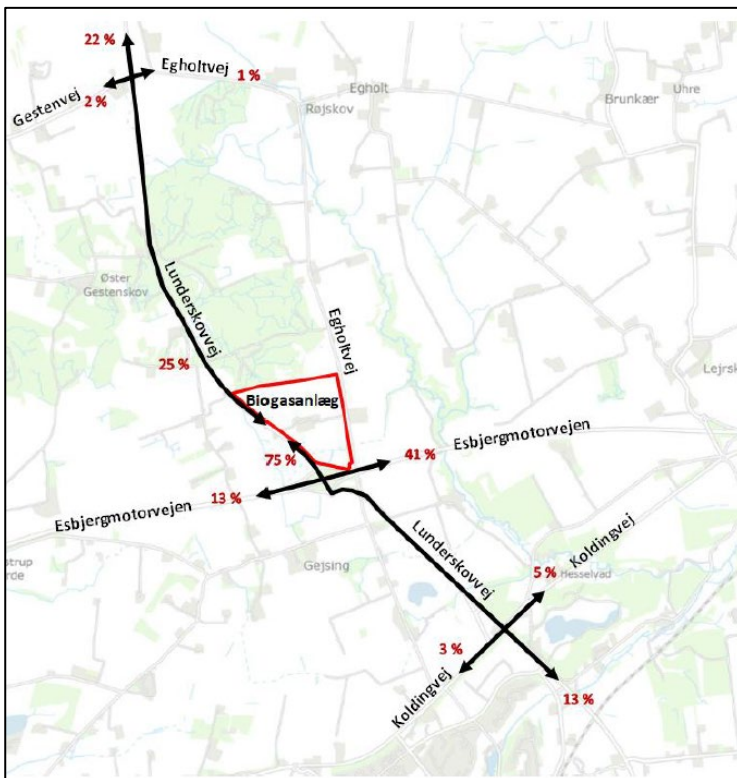 22 %
Egholtvej
1 %
Gestenvej
2 %
Egholt
Røjskov
Brunkær
Uhre
Øster
Gestenskov
Lunderskovvej
25 %
Egholtvej
Biogasanlæg
Lejrsk
75 %
41 %
Esbjergmotorvejen
13 %
Esbjergmotorvejen
strup
rde
Gejsing
Lunderskovvej
Koldingvej
5 %
Hesselvad
3 %
Koldingvej
13 %